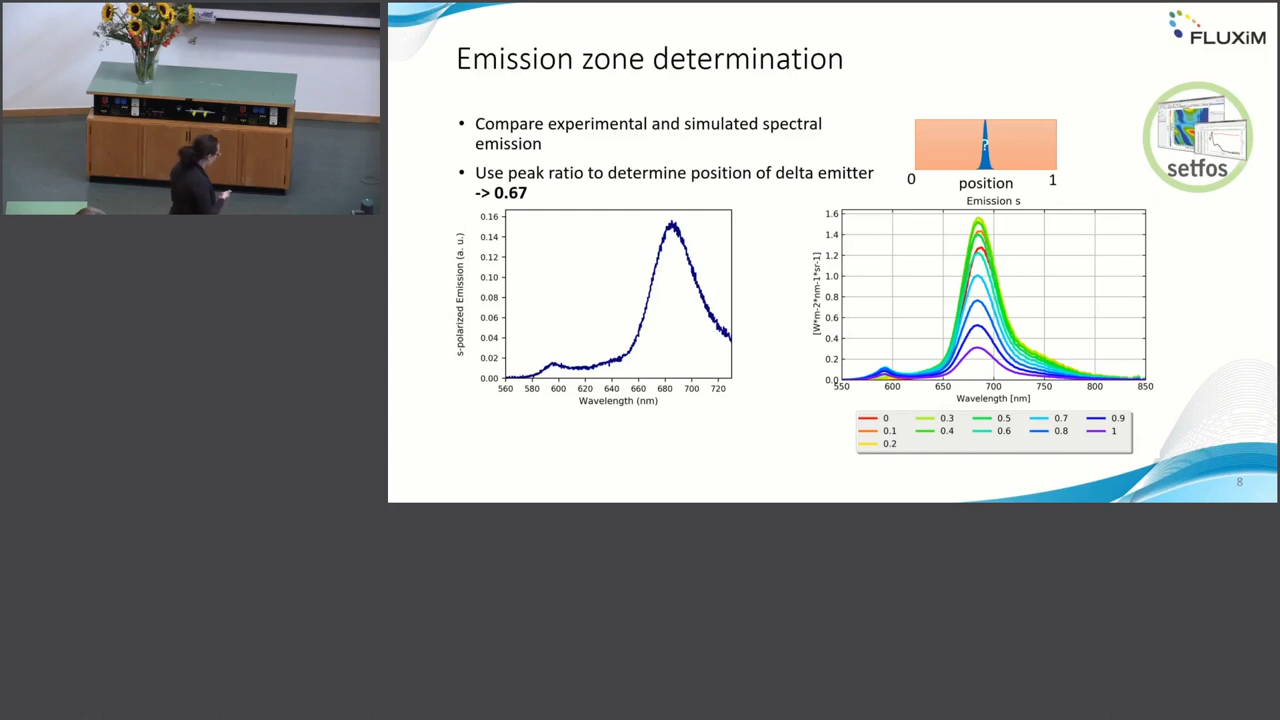 FLUXiM
Emission zone determination
• Compare experimental and simulated spectral
emission
• Use peak ratio to determine position of delta emitter
-> 0.67
?
0
position
1
setfos
s-polarized Emission (a. u.)
0.16
0.14
0.12
0.10
0.08
0.06
0.04
0.02
0.00
560 580 600 620 640 660 680 700 720
Wavelength (nm)
Emission s
[W*m-2*nm-1*sr-1]
1.6
1.4
1.2
1.0
0.8
0.6
0.4
0.2
0.0
550 600 650 700 750 800 850
Wavelength [nm]
0 0.3 0.5 0.7 0.9
0.1 0.4 0.6 0.8 1
0.2
8